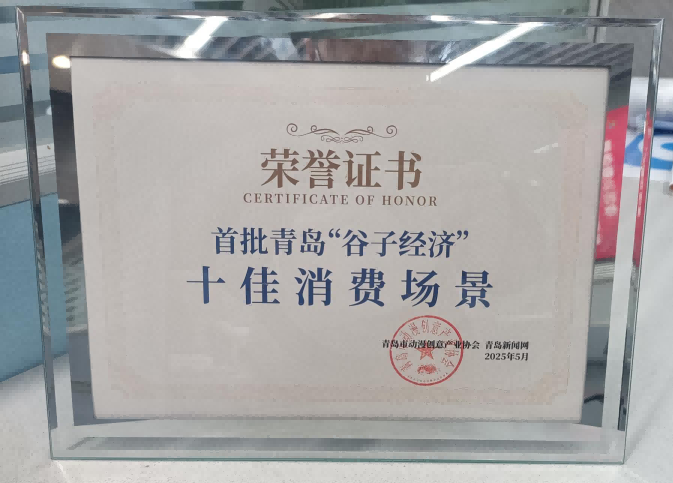 荣誉证书
CERTIFICATE OF HONOR
首批青岛“谷子经济”
十佳消费场景
青岛市动漫创意产业协会 青岛新闻网
2025年5月